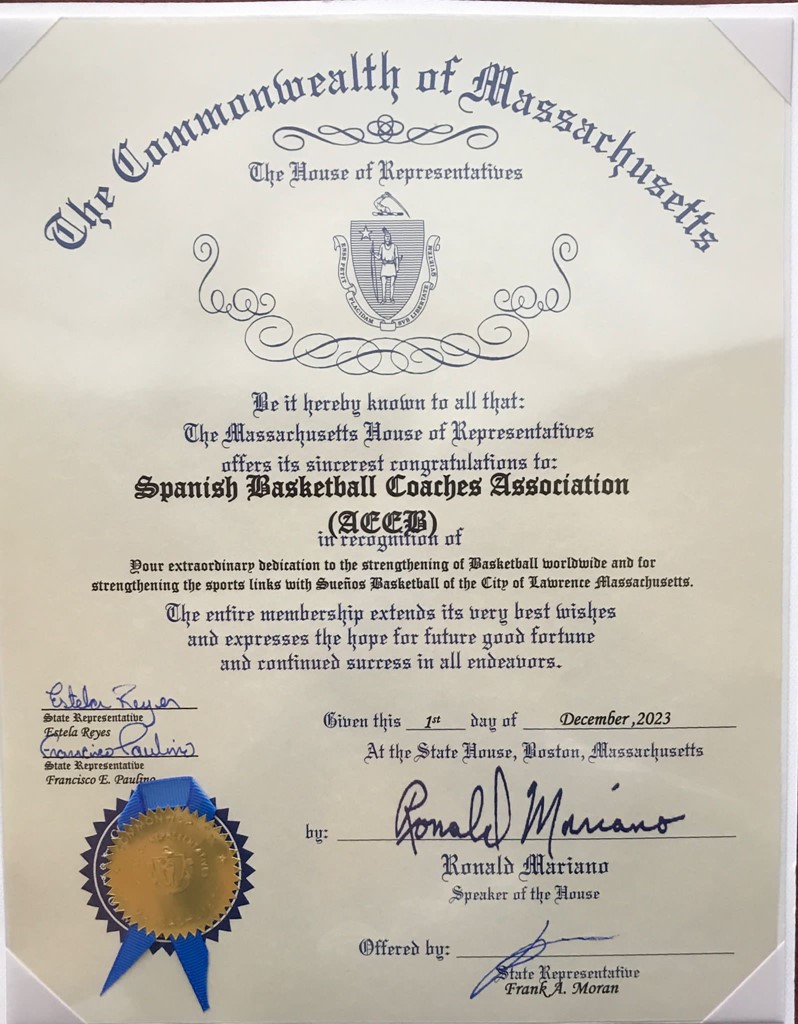 The Commonwealth of Massachusetts
The House of Representatives
ENSE PETIT PLACIDAM SUB LIBERTATE QUIETEM
Be it hereby known to all that:
The Massachusetts House of Representatives
offers its sincerest congratulations to:
Spanish Basketball Coaches Association
(AEEB)
in recognition of
Your extraordinary dedication to the strengthening of Basketball worldwide and for
strengthening the sports links with Sueños Basketball of the City of Lawrence Massachusetts.
The entire membership extends its very best wishes
and expresses the hope for future good fortune
and continued success in all endeavors.
Estela Reyes
State Representative
Estela Reyes
Francisco Paulino
State Representative
Francisco E. Paulino
Given this 1st day of December,2023
At the State House, Boston, Massachusetts
by: Ronald Mariano
Ronald Mariano
Speaker of the House
Offered by:
State Representative
Frank A. Moran